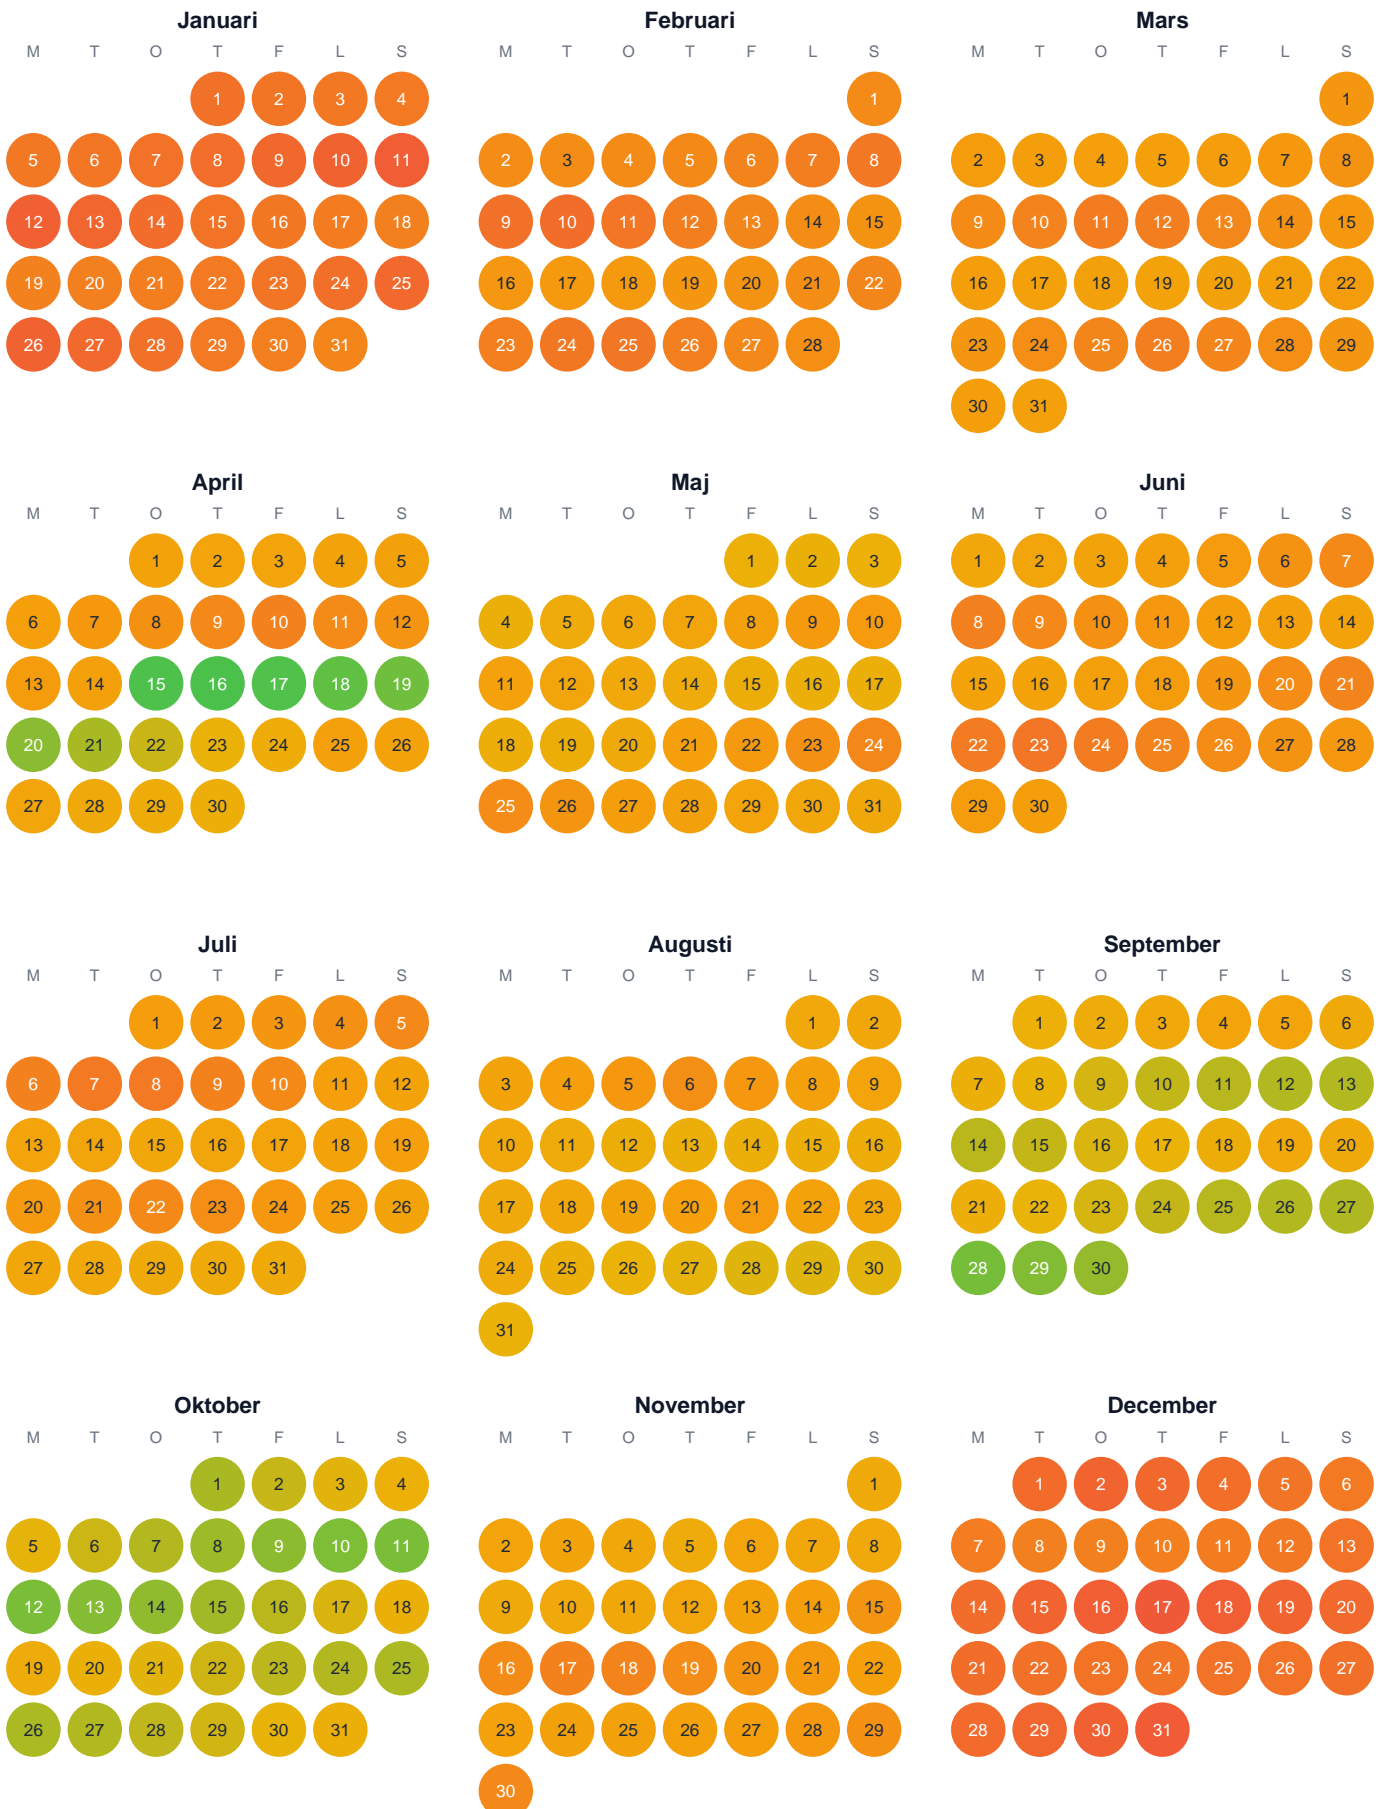 Januari Februari Mars
M T O T F L S M T O T F L S M T O T F L S
1 2 3 4 1 1
5 6 7 8 9 10 11 2 3 4 5 6 7 8 2 3 4 5 6 7 8
12 13 14 15 16 17 18 9 10 11 12 13 14 15 9 10 11 12 13 14 15
19 20 21 22 23 24 25 16 17 18 19 20 21 22 16 17 18 19 20 21 22
26 27 28 29 30 31 23 24 25 26 27 28 23 24 25 26 27 28 29
30 31
April Maj Juni
M T O T F L S M T O T F L S M T O T F L S
1 2 3 4 5 1 2 3 1 2 3 4 5 6 7
6 7 8 9 10 11 12 4 5 6 7 8 9 10 8 9 10 11 12 13 14
13 14 15 16 17 18 19 11 12 13 14 15 16 17 15 16 17 18 19 20 21
20 21 22 23 24 25 26 18 19 20 21 22 23 24 22 23 24 25 26 27 28
27 28 29 30 25 26 27 28 29 30 31 29 30
Juli Augusti September
M T O T F L S M T O T F L S M T O T F L S
1 2 3 4 5 1 2 1 2 3 4 5 6
6 7 8 9 10 11 12 3 4 5 6 7 8 9 7 8 9 10 11 12 13
13 14 15 16 17 18 19 10 11 12 13 14 15 16 14 15 16 17 18 19 20
20 21 22 23 24 25 26 17 18 19 20 21 22 23 21 22 23 24 25 26 27
27 28 29 30 31 24 25 26 27 28 29 30 28 29 30
31
Oktober November December
M T O T F L S M T O T F L S M T O T F L S
1 2 3 4 1 1 2 3 4 5 6
5 6 7 8 9 10 11 2 3 4 5 6 7 8 7 8 9 10 11 12 13
12 13 14 15 16 17 18 9 10 11 12 13 14 15 14 15 16 17 18 19 20
19 20 21 22 23 24 25 16 17 18 19 20 21 22 21 22 23 24 25 26 27
26 27 28 29 30 31 23 24 25 26 27 28 29 28 29 30 31
30